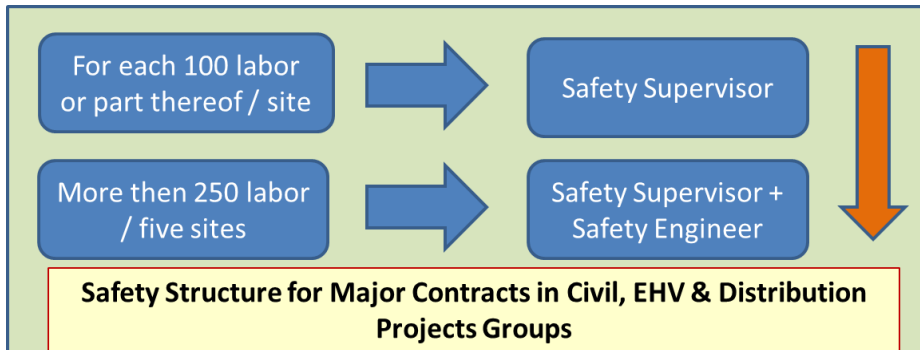 For each 100 labor
or part thereof / site
Safety Supervisor
More then 250 labor
/ five sites
Safety Supervisor +
Safety Engineer
Safety Structure for Major Contracts in Civil, EHV & Distribution
Projects Groups